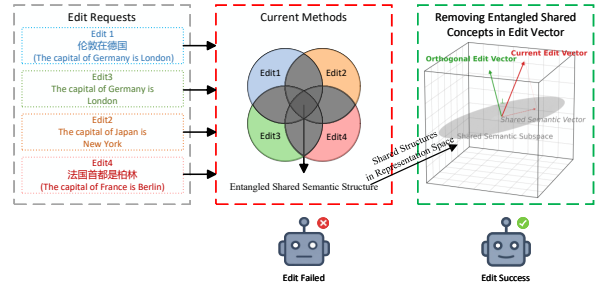 Edit Requests
Edit 1
伦敦在德国
(The capital of Germany is London)
Edit3
The capital of Germany is
London
Edit2
The capital of Japan is
New York
Edit4
法国首都是柏林
(The capital of France is Berlin)
Current Methods
Edit1
Edit2
Edit3
Edit4
Entangled Shared Semantic Structure
Edit Failed
Shared Structures
in Representation Space
Removing Entangled Shared
Concepts in Edit Vector
Orthogonal Edit Vector
Current Edit Vector
Shared Semantic Vector
Shared Semantic Subspace
Edit Success